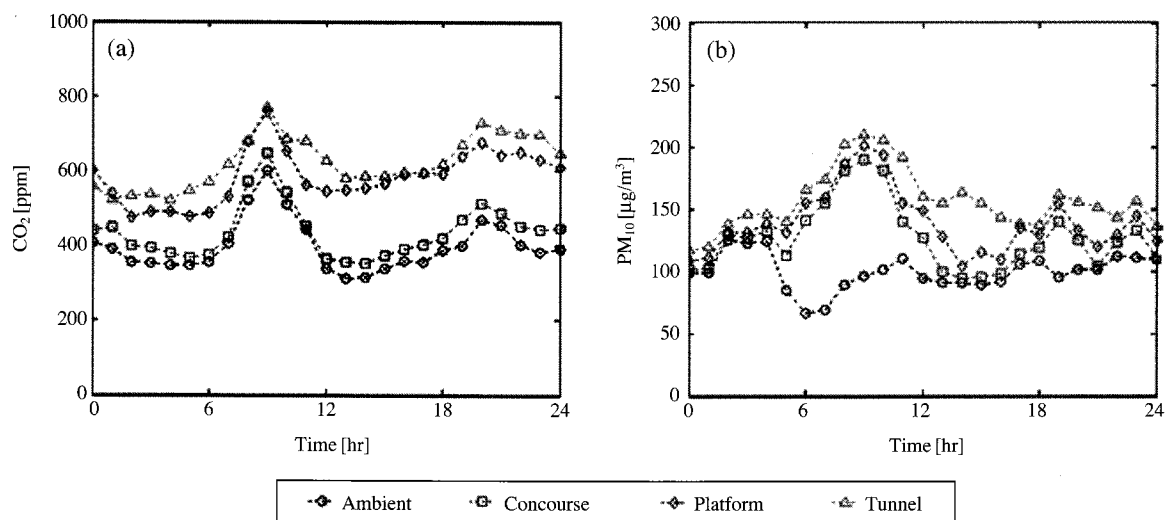 1000
(a)
800
600
400
200
0
CO₂ [ppm]
0 6 12 18 24
Time [hr]
300
(b)
250
200
150
100
50
0
PM₁₀ [µg/m³]
0 6 12 18 24
Time [hr]
Ambient Concourse Platform Tunnel